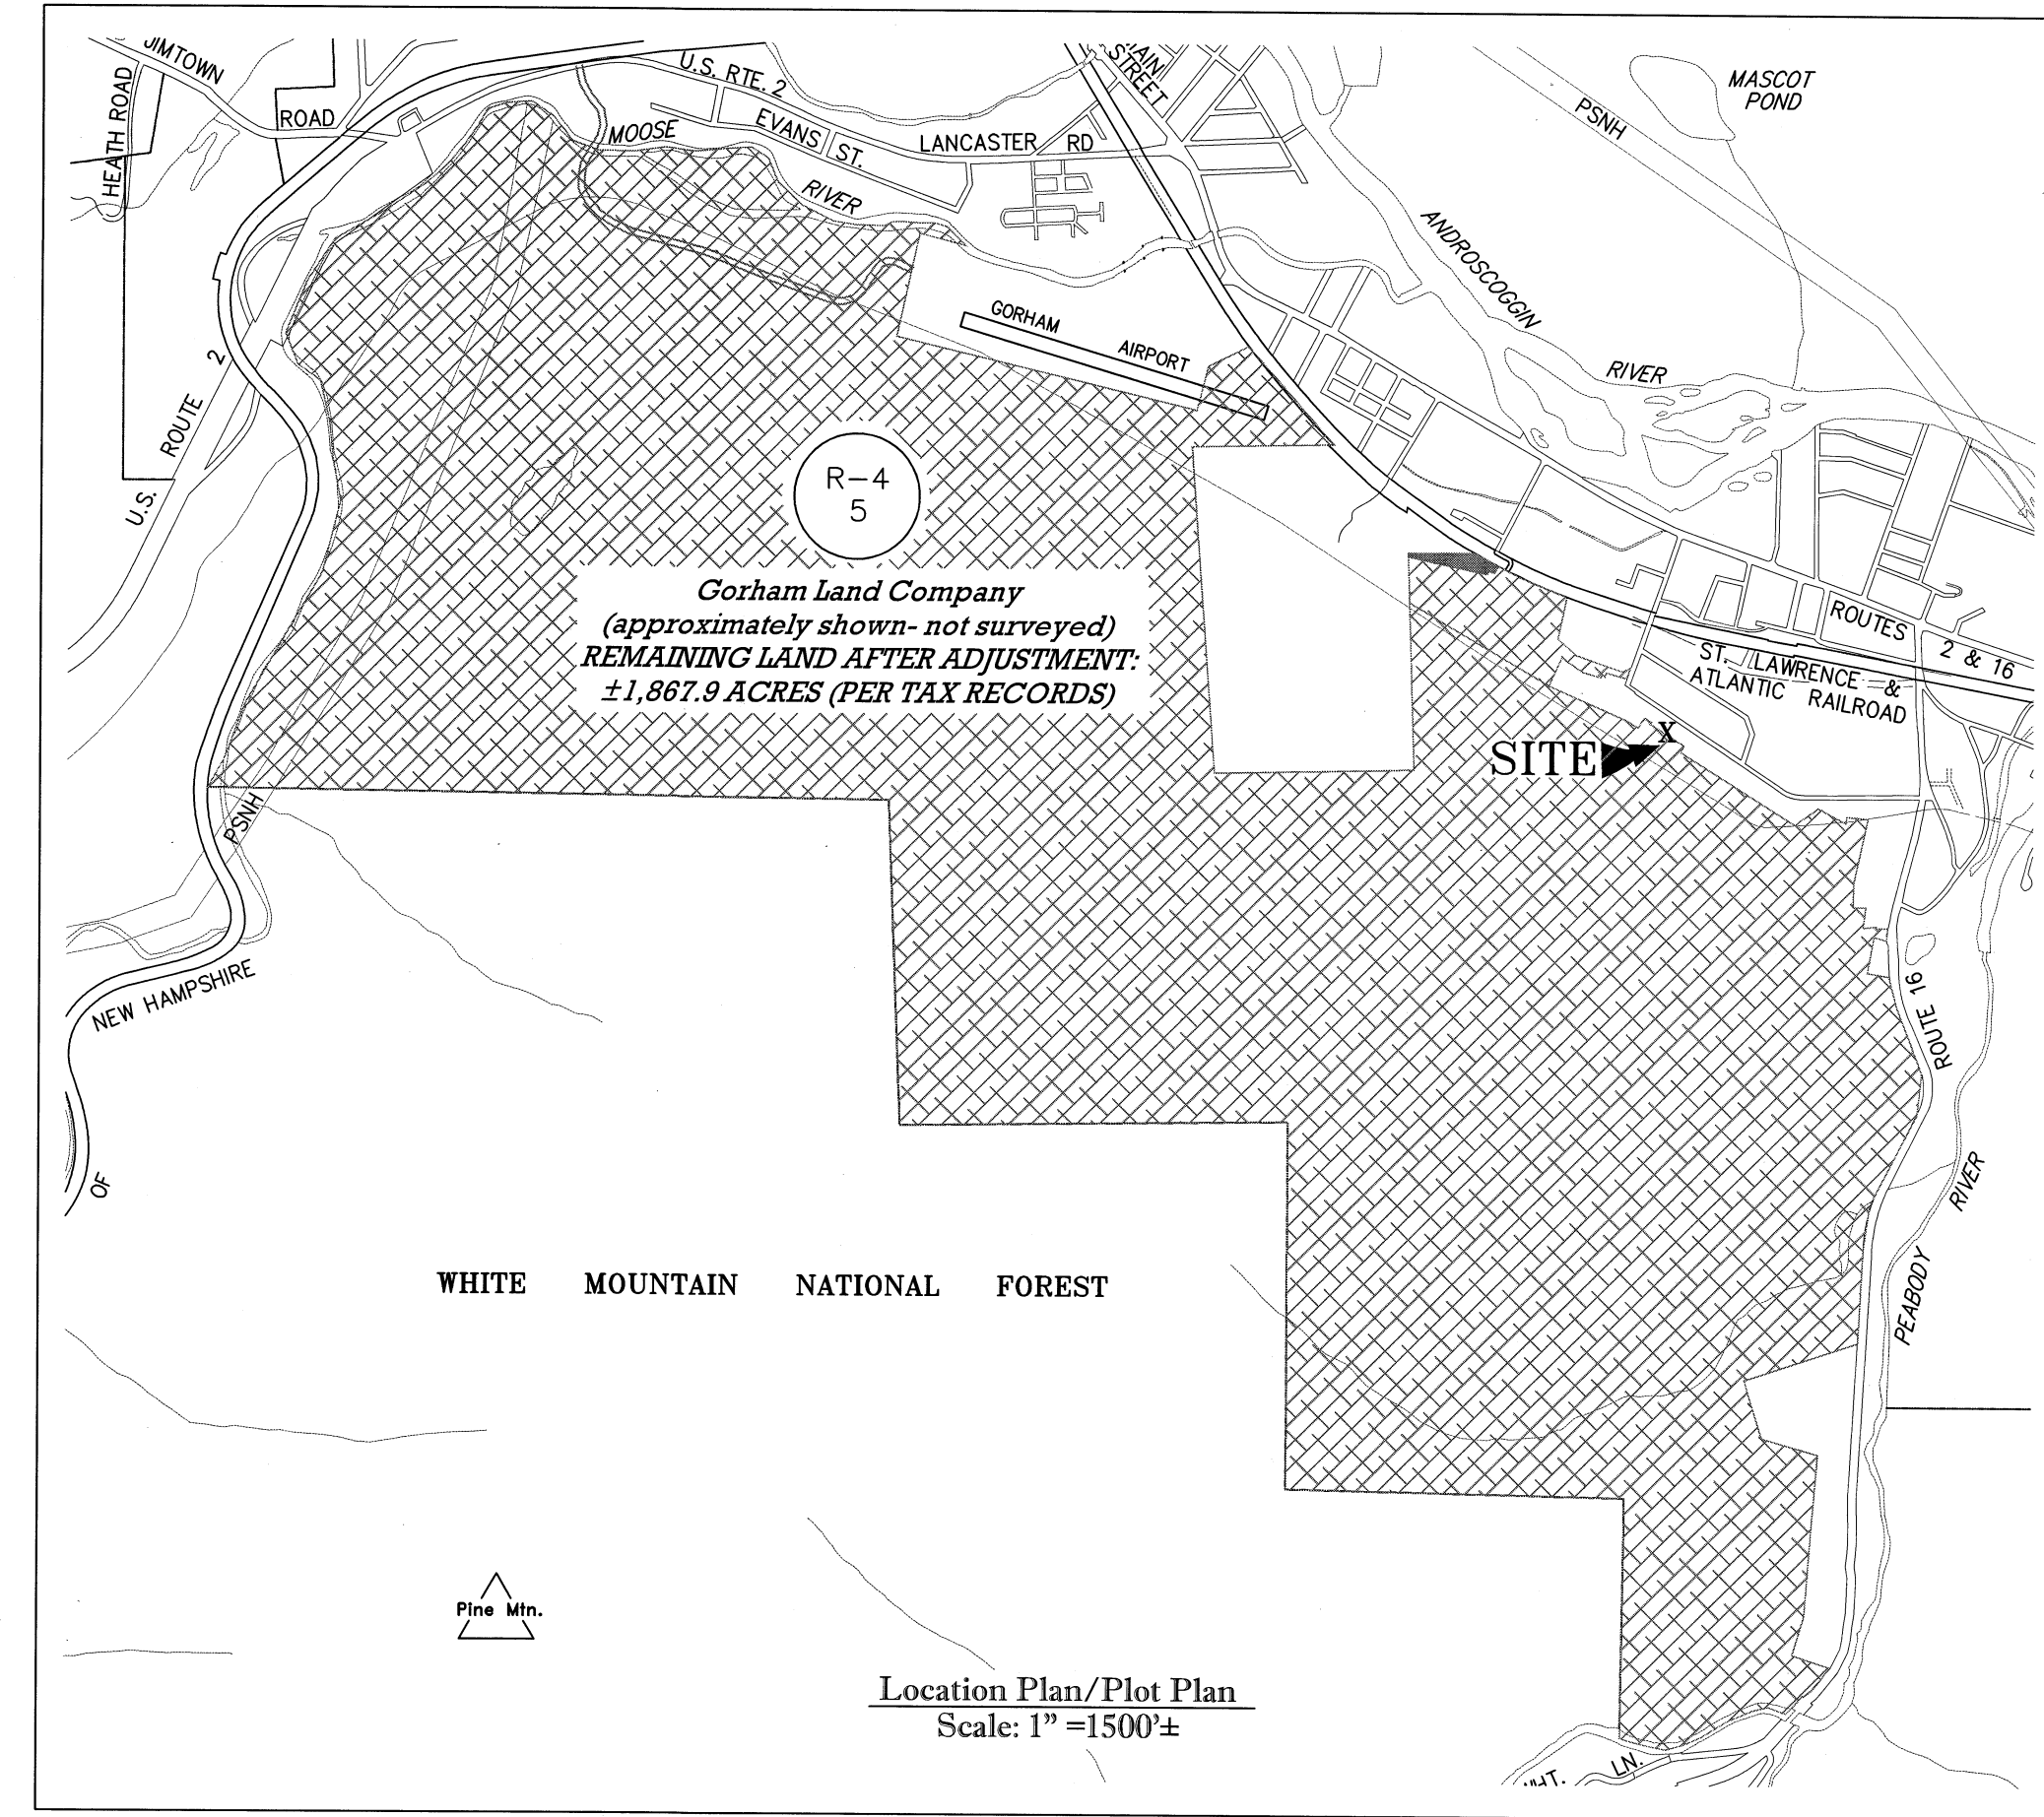 JIMTOWN
ROAD
HEATH ROAD
U.S. RTE. 2
MAIN
STREET
MASCOT
POND
PSNH
MOOSE
RIVER
EVANS ST.
LANCASTER RD
ANDROSCOGGIN
RIVER
GORHAM
AIRPORT
U.S. ROUTE 2
R-4
5
Gorham Land Company
(approximately shown- not surveyed)
REMAINING LAND AFTER ADJUSTMENT:
±1,867.9 ACRES (PER TAX RECORDS)
ROUTES 2 & 16
ST. LAWRENCE &
ATLANTIC RAILROAD
X
SITE
PSNH
NEW HAMPSHIRE
OF
ROUTE 16
PEABODY RIVER
WHITE MOUNTAIN NATIONAL FOREST
Pine Mtn.
Location Plan/Plot Plan
Scale: 1" =1500'±
LN.